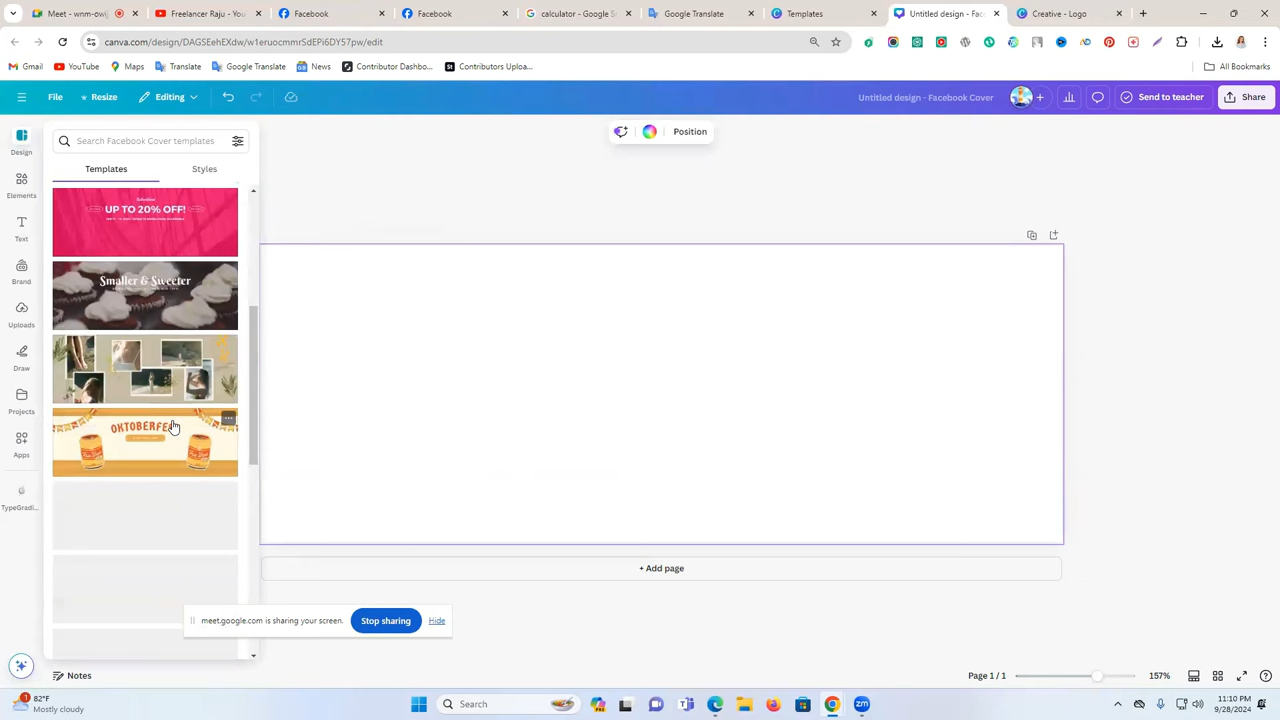 Meet - wnm-owvj
Freelancer Raju - You
Facebook
Facebook
calculator - Google S
Google Translate
Templates
Untitled design - Face
Creative - Logo
canva.com/design/DAGSEehEXdw/w1eruocmmrSdEPi6DY57pw/edit
Gmail
YouTube
Maps
Translate
Google Translate
News
Contributor Dashbo...
Contributors Uploa...
All Bookmarks
File
Resize
Editing
Untitled design - Facebook Cover
Send to teacher
Share
Search Facebook Cover templates
Position
Design
Templates
Styles
Elements
Text
Brand
Uploads
Draw
Projects
Apps
TypeGradi...
UP TO 20% OFF!
Smaller & Sweeter
OKTOBERFE
+ Add page
meet.google.com is sharing your screen.
Stop sharing
Hide
Notes
Page 1 / 1
157%
82°F
Mostly cloudy
Search
11:10 PM
9/28/2024